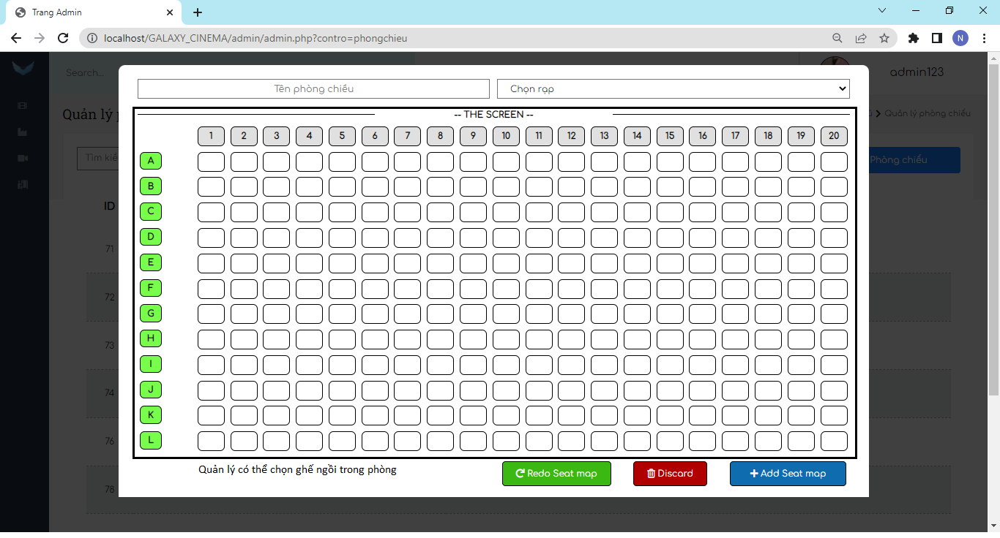 Trang Admin
localhost/GALAXY_CINEMA/admin/admin.php?contro=phongchieu
N
Search...
admin123
Tên phòng chiếu
Chọn rạp
Quản lý
Quản lý phòng chiếu
-- THE SCREEN --
1 2 3 4 5 6 7 8 9 10 11 12 13 14 15 16 17 18 19 20
Tìm kiế
Phòng chiếu
A
B
C
D
E
F
G
H
I
J
K
L
ID
71
72
73
74
76
78
Quản lý có thể chọn ghế ngồi trong phòng
Redo Seat map
Discard
Add Seat map